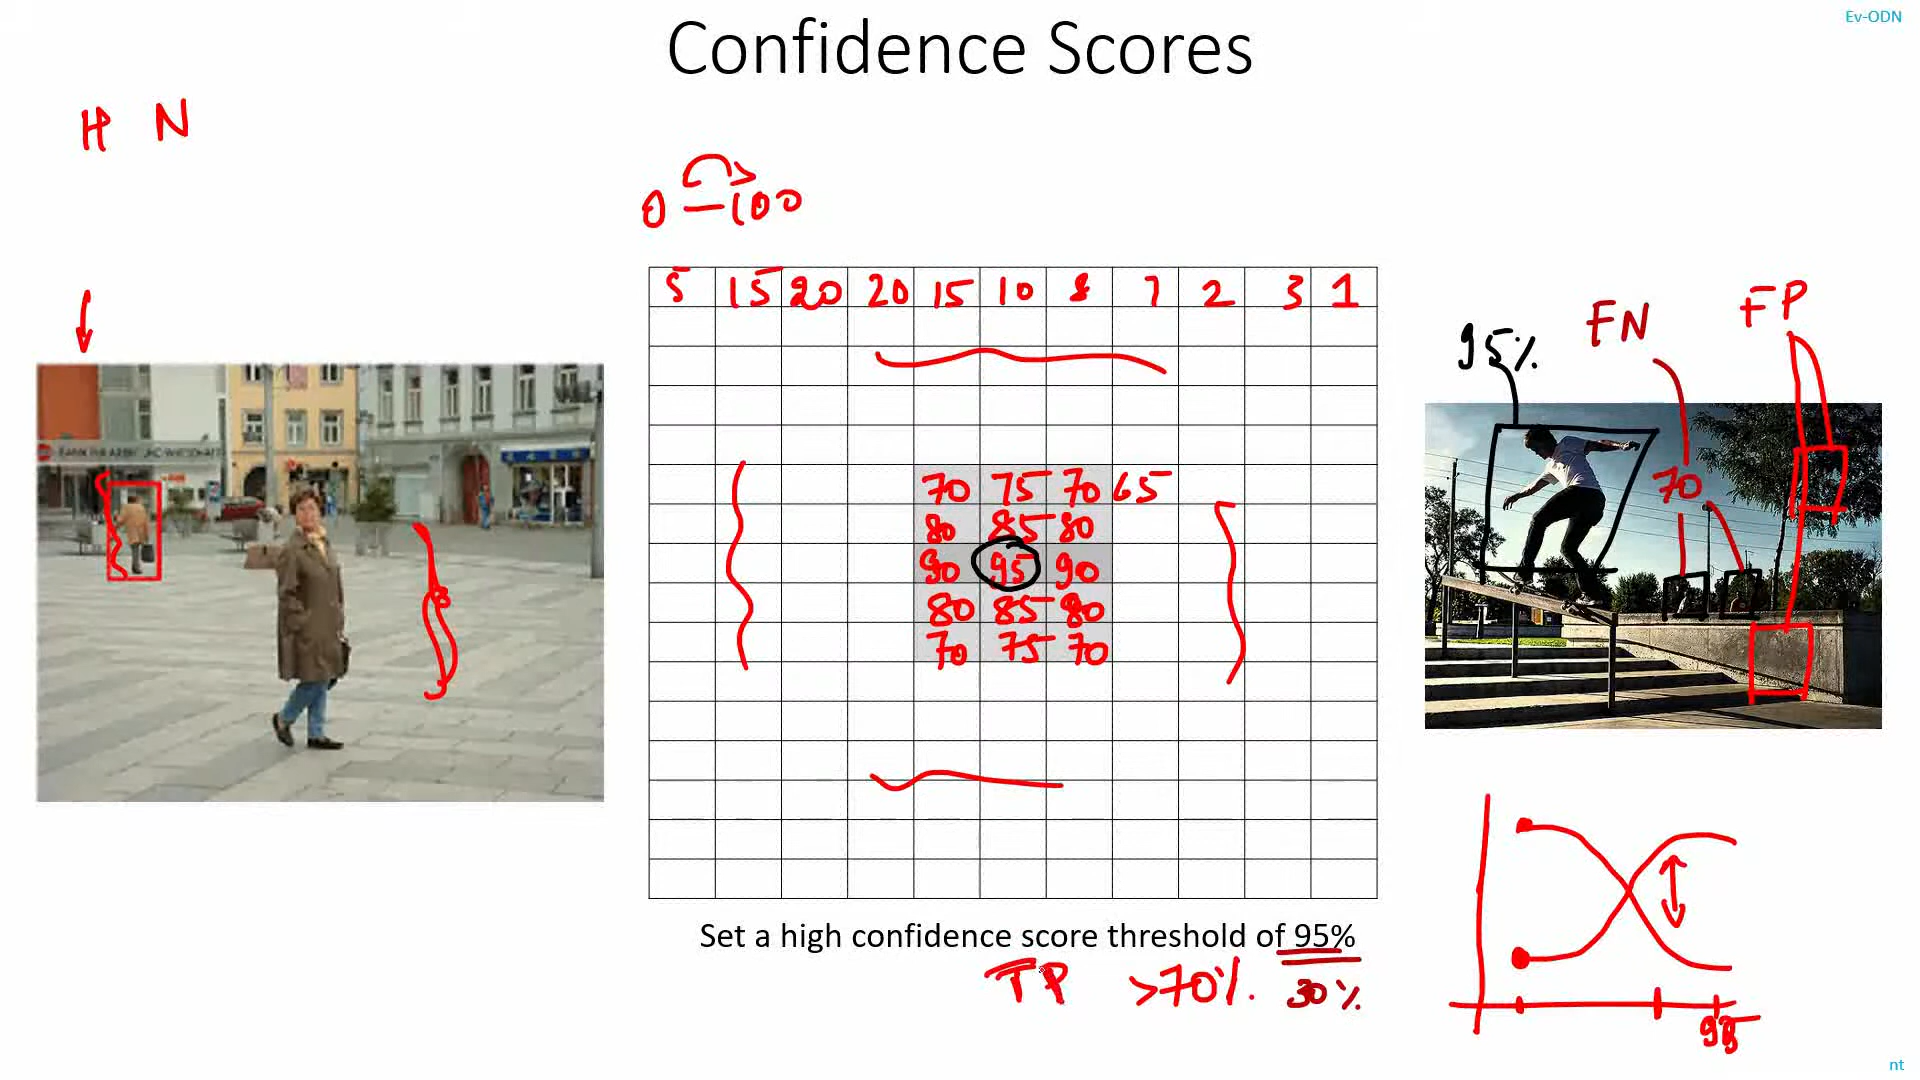 Ev-ODN
Confidence Scores
H N
0 — 100
5 15 20 20 15 10 8 7 2 3 1
FN
FP
95%
70 75 70 65
80 85 80
90 95 90
80 85 80
70 75 70
70
Set a high confidence score threshold of 95%
TP >70%. 30%
nt